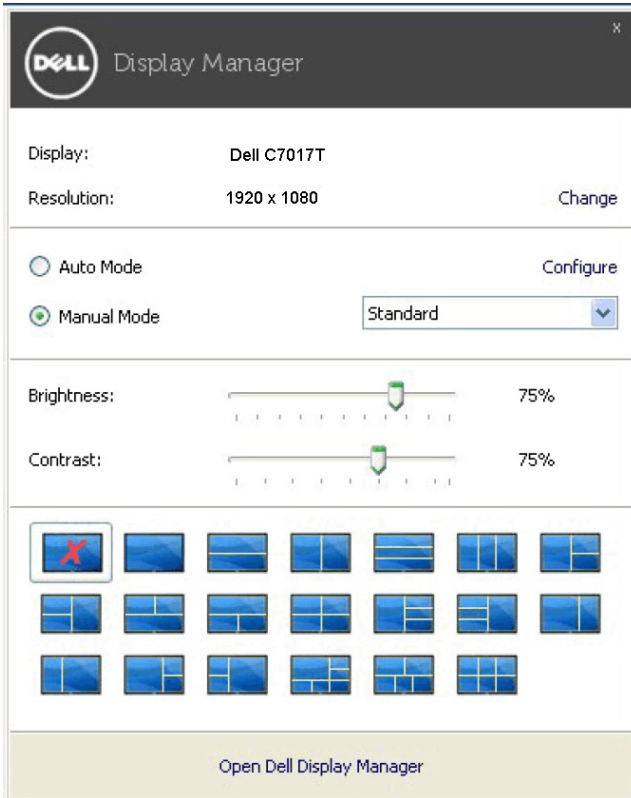 x
DELL Display Manager
Display: Dell C7017T
Resolution: 1920 x 1080 Change
Auto Mode Configure
Manual Mode Standard
Brightness: 75%
Contrast: 75%
X
Open Dell Display Manager